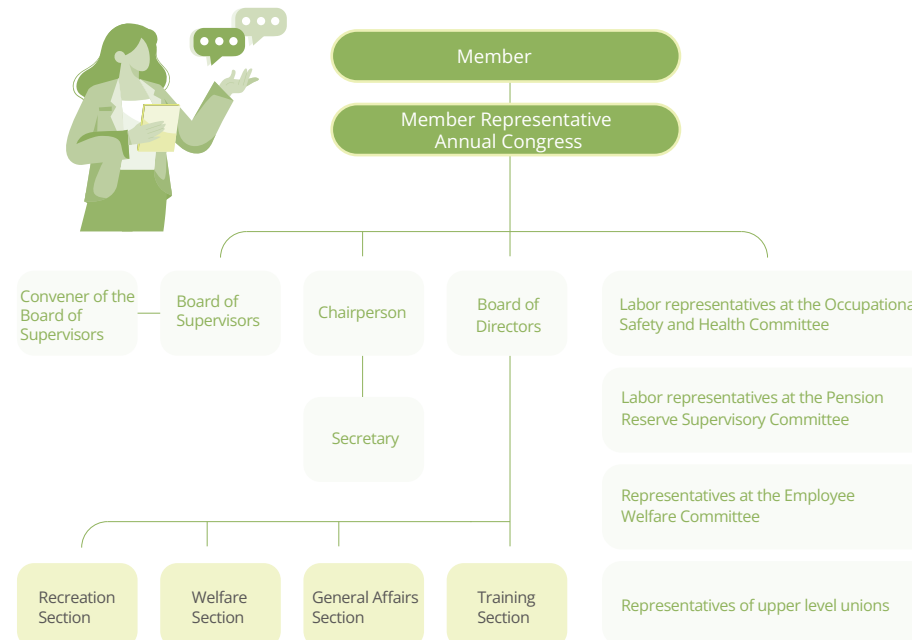 Member
Member Representative
Annual Congress
Convener of the
Board of
Supervisors
Board of
Supervisors
Chairperson
Board of
Directors
Labor representatives at the Occupationa
Safety and Health Committee
Labor representatives at the Pension
Reserve Supervisory Committee
Secretary
Representatives at the Employee
Welfare Committee
Recreation
Section
Welfare
Section
General Affairs
Section
Training
Section
Representatives of upper level unions